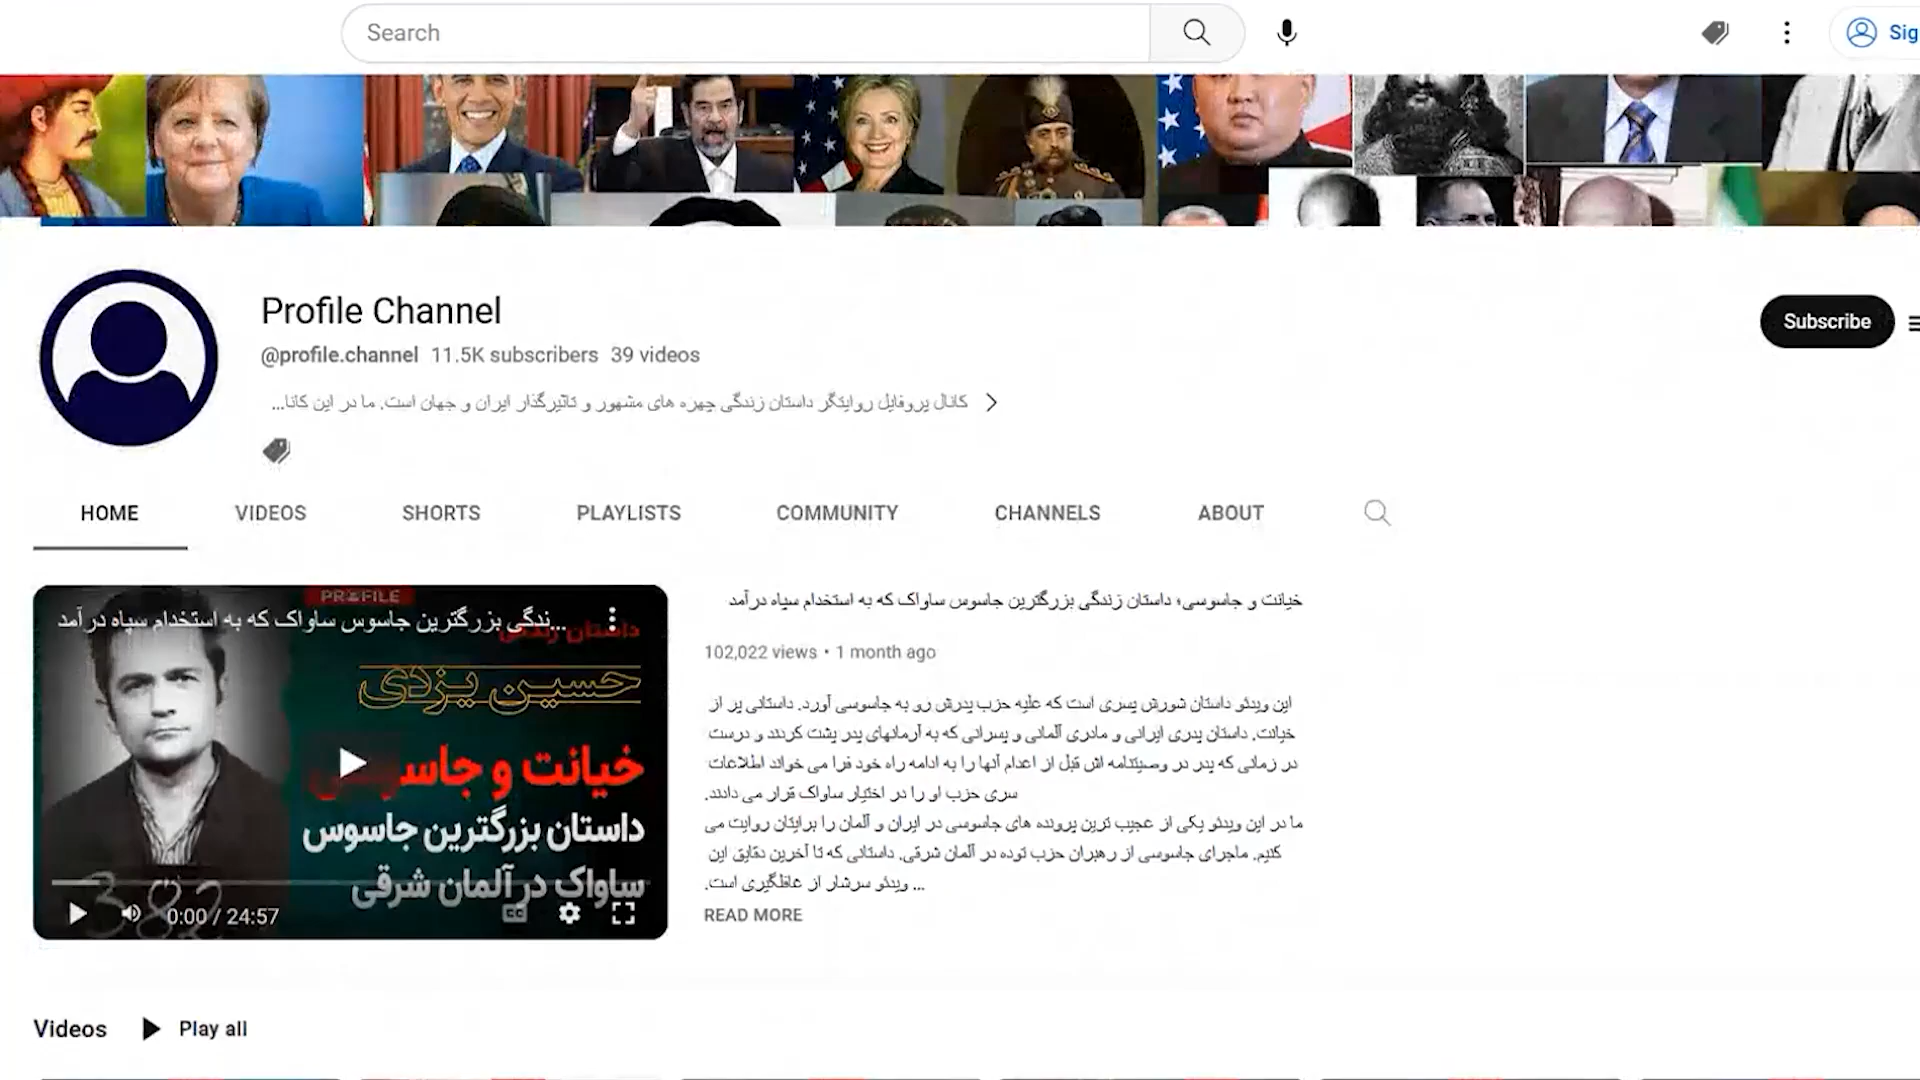 Search
Sig
Profile Channel
@profile.channel 11.5K subscribers 39 videos
کانال پروفایل روایتگر داستان زندگی چهره های مشهور و تاثیرگذار ایران و جهان است. ما در این کانا...
Subscribe
HOME VIDEOS SHORTS PLAYLISTS COMMUNITY CHANNELS ABOUT
PROFILE
...ندگی بزرگترین جاسوس ساواک که به استخدام سپاه درآمد
داستان زندگی
حسین یزدی
خیانت و جاسوسی
داستان بزرگترین جاسوس
ساواک در آلمان شرقی
0:00 / 24:57
خیانت و جاسوسی؛ داستان زندگی بزرگترین جاسوس ساواک که به استخدام سپاه درآمد
102,022 views • 1 month ago
این ویدئو داستان شورش پسری است که علیه حزب پدرش رو به جاسوسی آورد. داستانی پر از
خیانت. داستان پدری ایرانی و مادری آلمانی و پسرانی که به آرمانهای پدر پشت کردند و درست
در زمانی که پدر در وصیتنامه اش قبل از اعدام آنها را به ادامه راه خود فرا می خواند اطلاعات
سری حزب او را در اختیار ساواک قرار می دادند.
ما در این ویدئو یکی از عجیب ترین پرونده های جاسوسی در ایران و آلمان را برایتان روایت می
کنیم. ماجرای جاسوسی از رهبران حزب توده در آلمان شرقی. داستانی که تا آخرین دقایق این
ویدئو سرشار از غافلگیری است. ...
READ MORE
Videos Play all